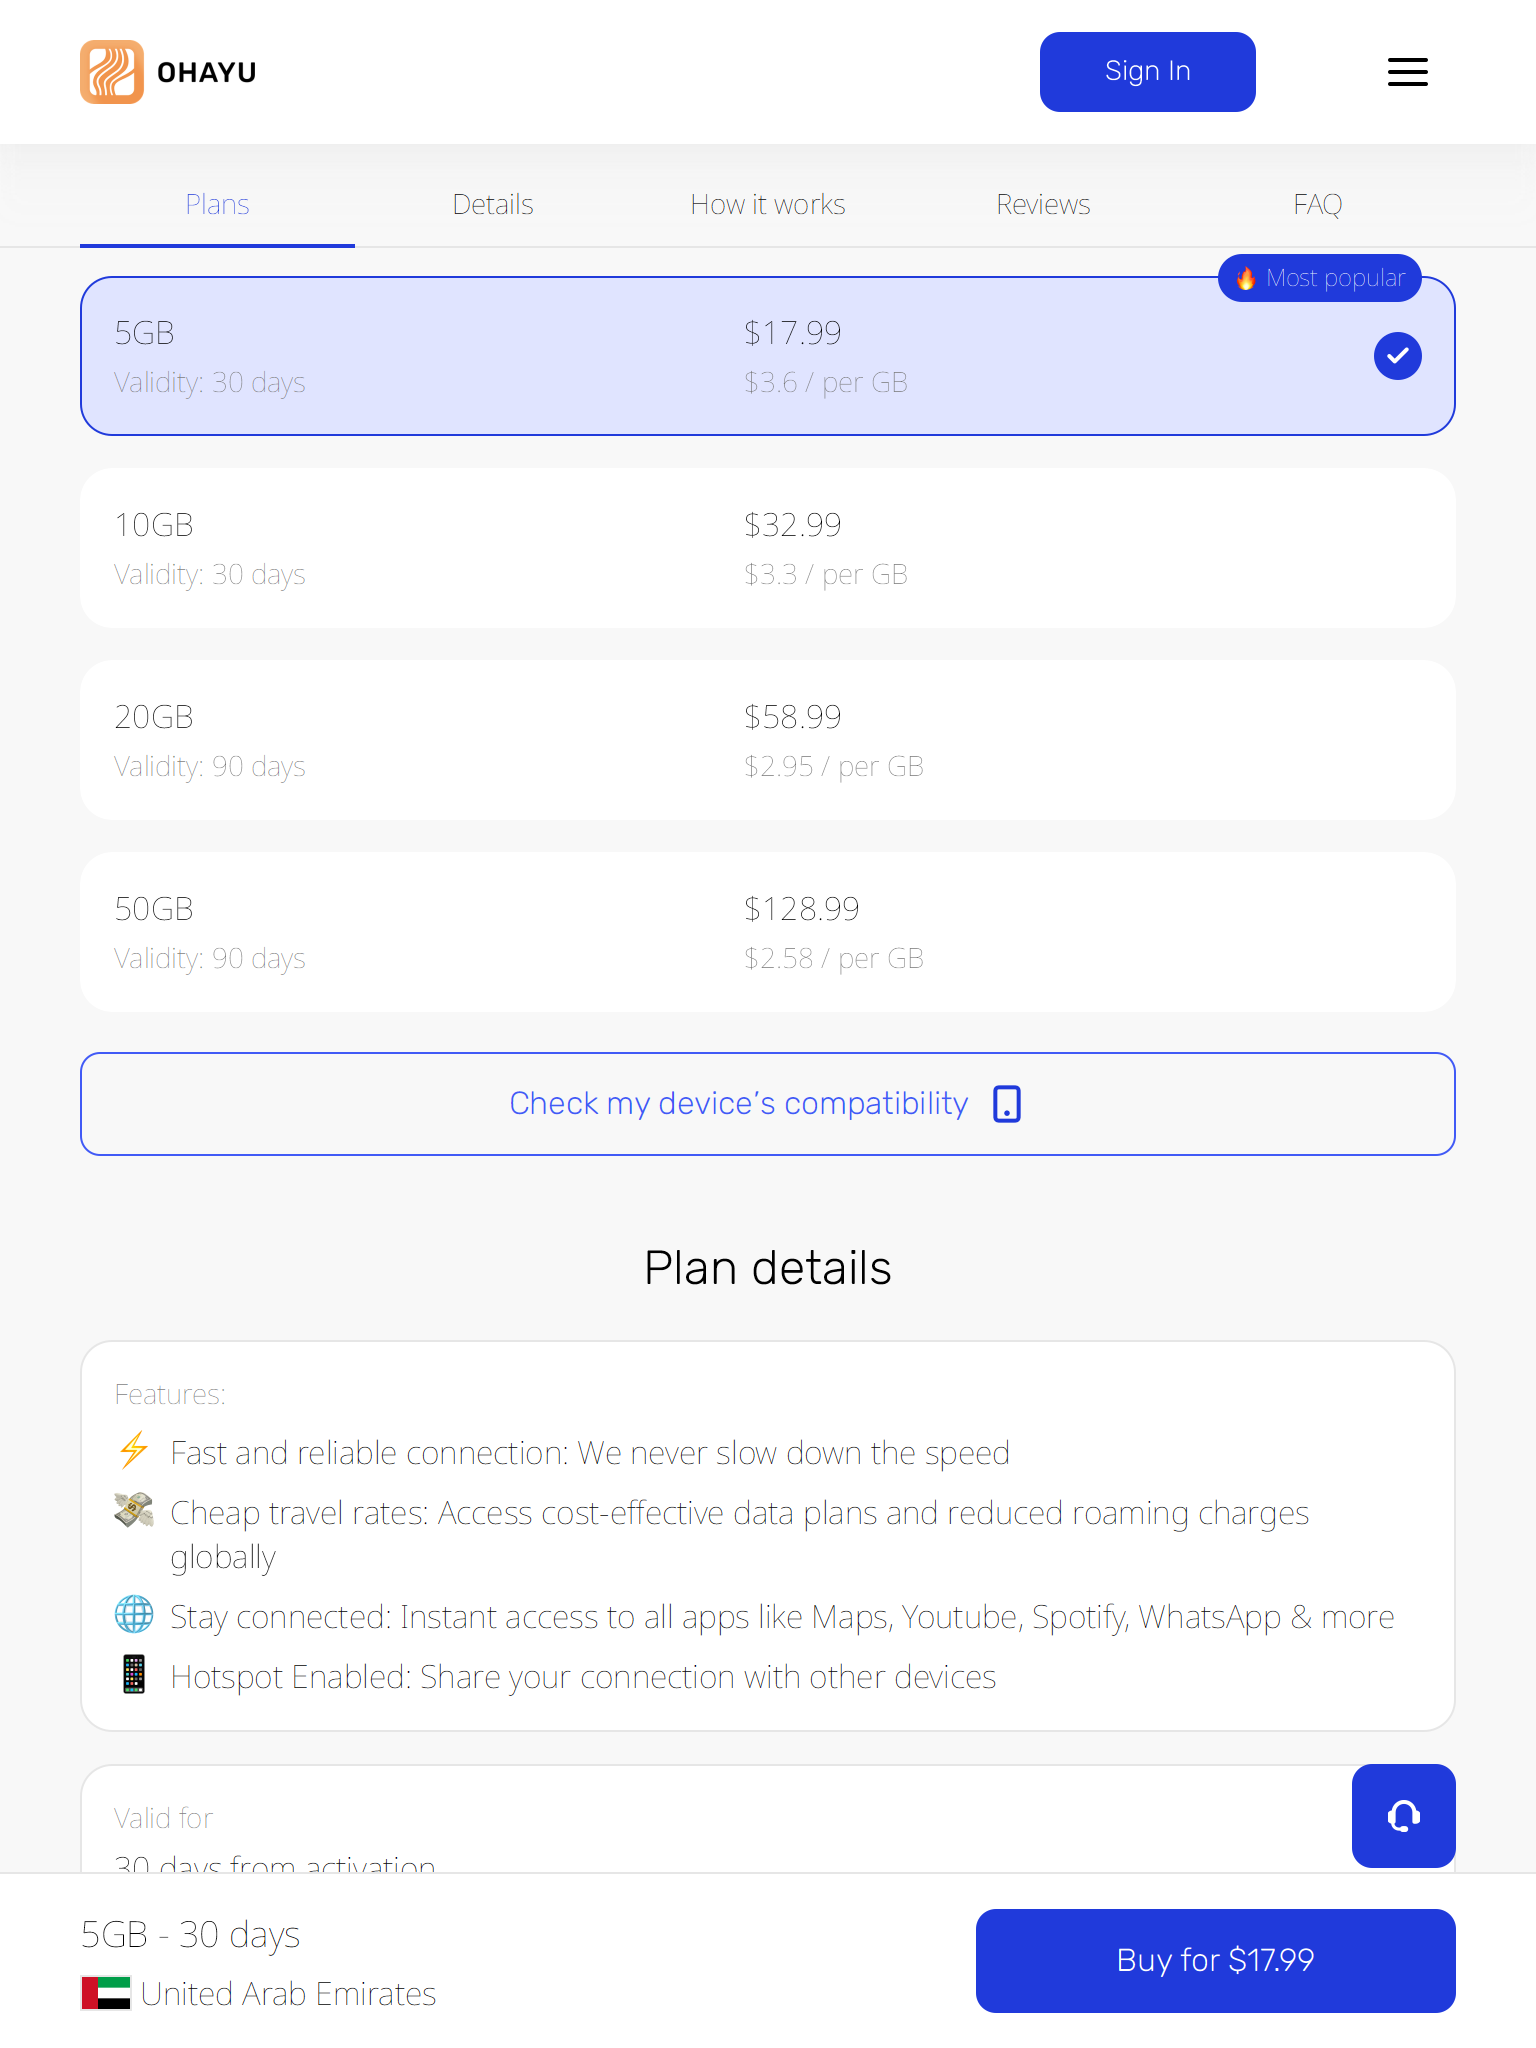 OHAYU
Sign In
Plans
Details
How it works
Reviews
FAQ
🔥 Most popular
5GB
$17.99
Validity: 30 days
$3.6 / per GB
10GB
$32.99
Validity: 30 days
$3.3 / per GB
20GB
$58.99
Validity: 90 days
$2.95 / per GB
50GB
$128.99
Validity: 90 days
$2.58 / per GB
Check my device’s compatibility
Plan details
Features:
⚡ Fast and reliable connection: We never slow down the speed
💸 Cheap travel rates: Access cost-effective data plans and reduced roaming charges
globally
🌐 Stay connected: Instant access to all apps like Maps, Youtube, Spotify, WhatsApp & more
📱 Hotspot Enabled: Share your connection with other devices
Valid for
30 days from activation
5GB - 30 days
United Arab Emirates
Buy for $17.99